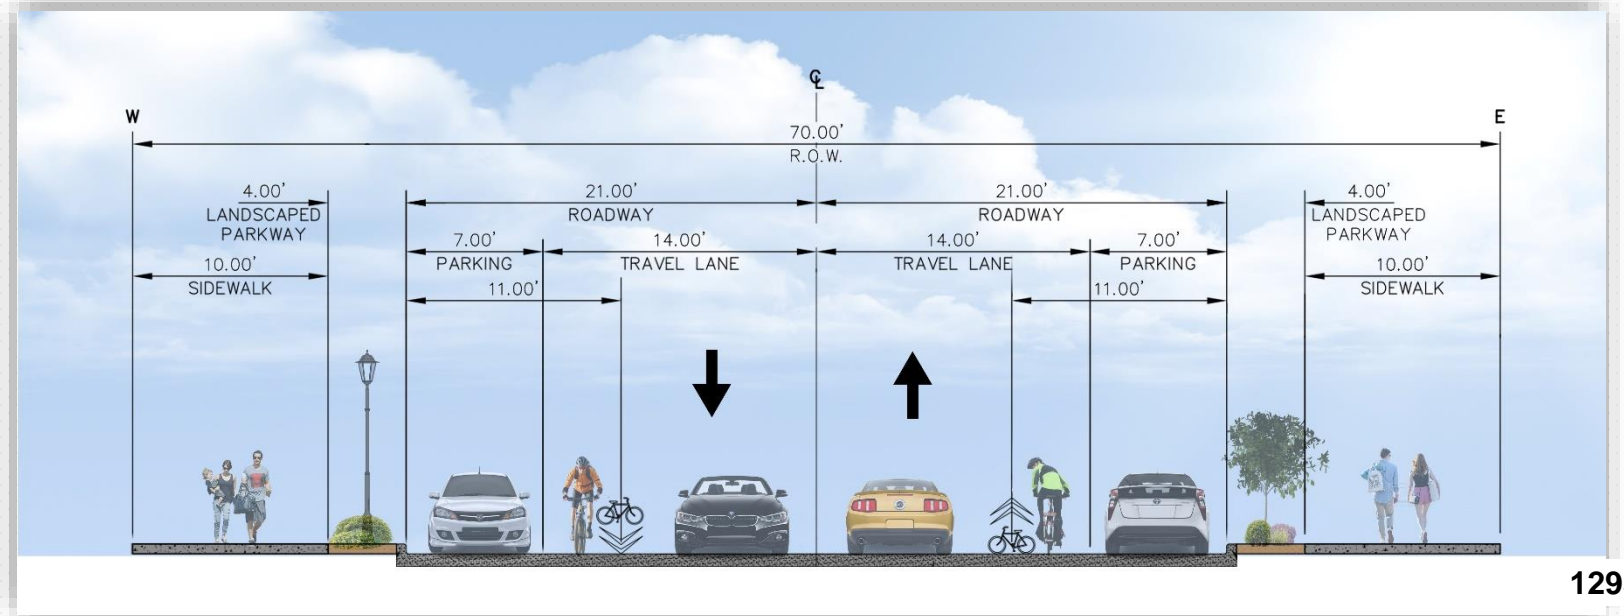 ℄
W
E
70.00'
R.O.W.
4.00'
21.00'
21.00'
4.00'
LANDSCAPED
PARKWAY
ROADWAY
ROADWAY
LANDSCAPED
PARKWAY
7.00'
14.00'
14.00'
7.00'
PARKING
TRAVEL LANE
TRAVEL LANE
PARKING
10.00'
10.00'
SIDEWALK
SIDEWALK
11.00'
11.00'
129